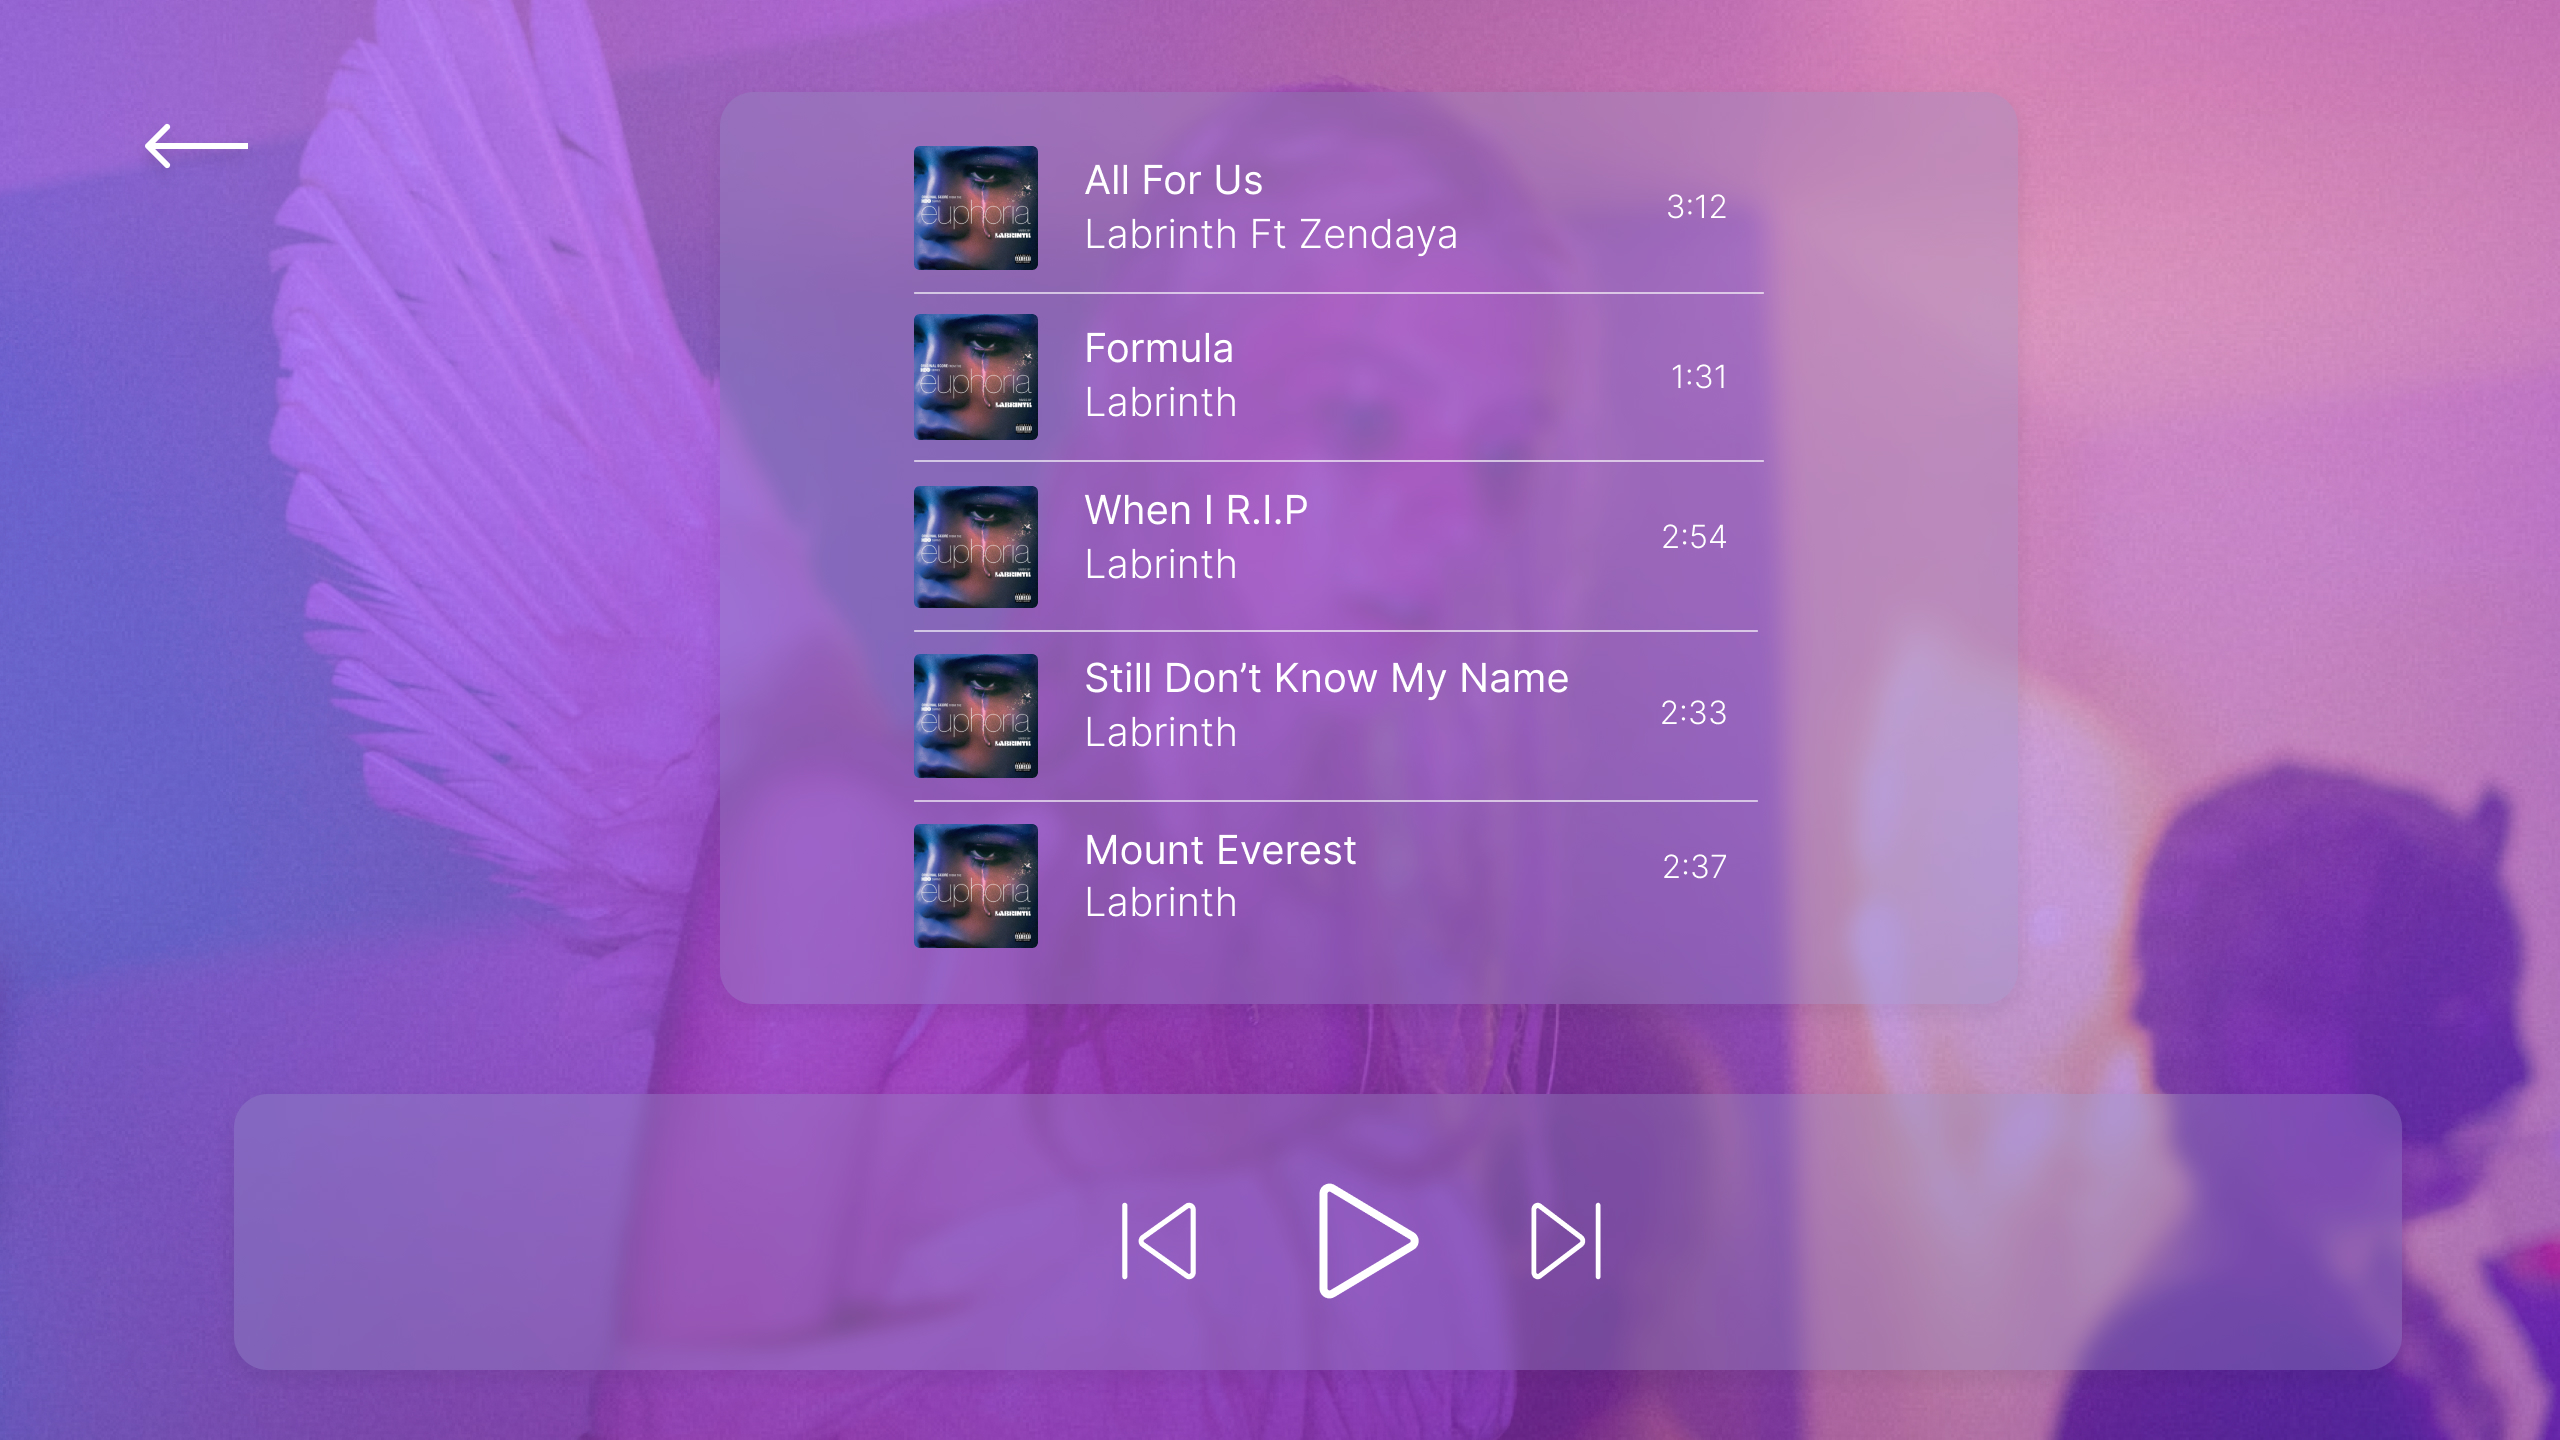 All For Us
Labrinth Ft Zendaya
3:12
euphoria
LABRINTH
Formula
Labrinth
1:31
euphoria
LABRINTH
When I R.I.P
Labrinth
2:54
euphoria
LABRINTH
Still Don’t Know My Name
Labrinth
2:33
euphoria
LABRINTH
Mount Everest
Labrinth
2:37
euphoria
LABRINTH